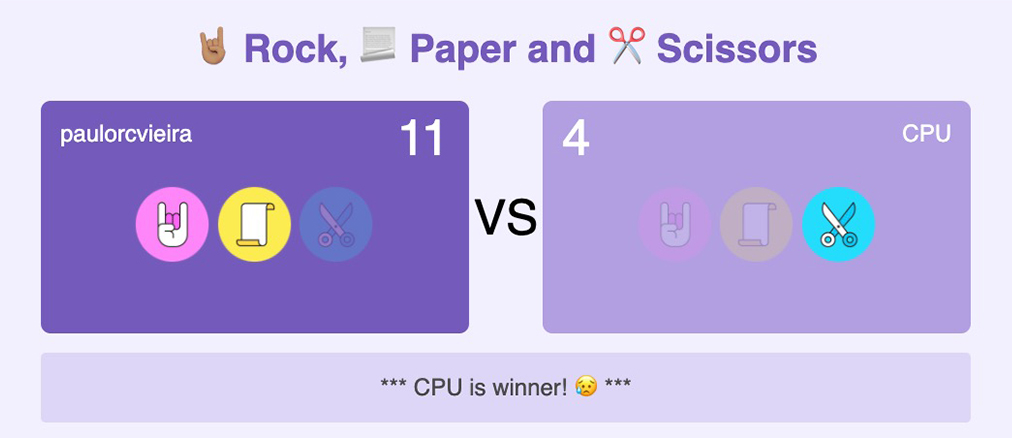 🤘🏽 Rock, 📃 Paper and ✂️ Scissors
paulorcvieira 11
VS
4 CPU
*** CPU is winner! 😥 ***